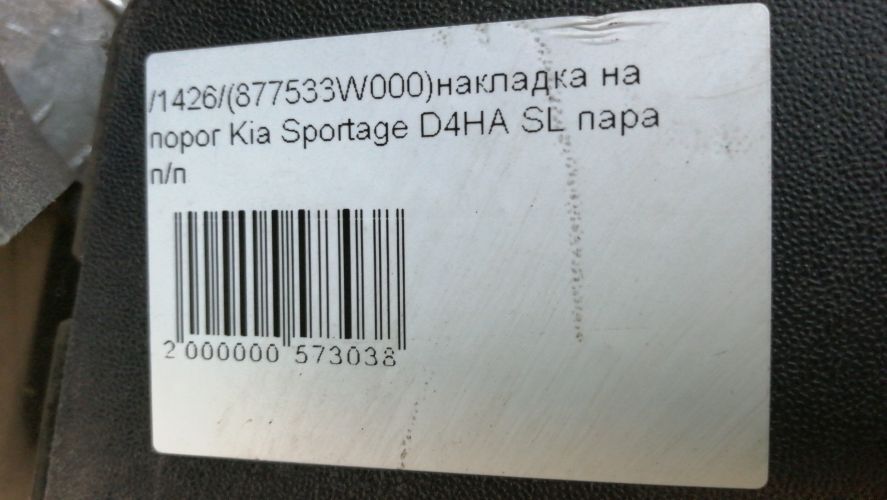 /1426/(877533W000)накладка на
порог Kia Sportage D4HA SL пара
п/п
2 000000 573038